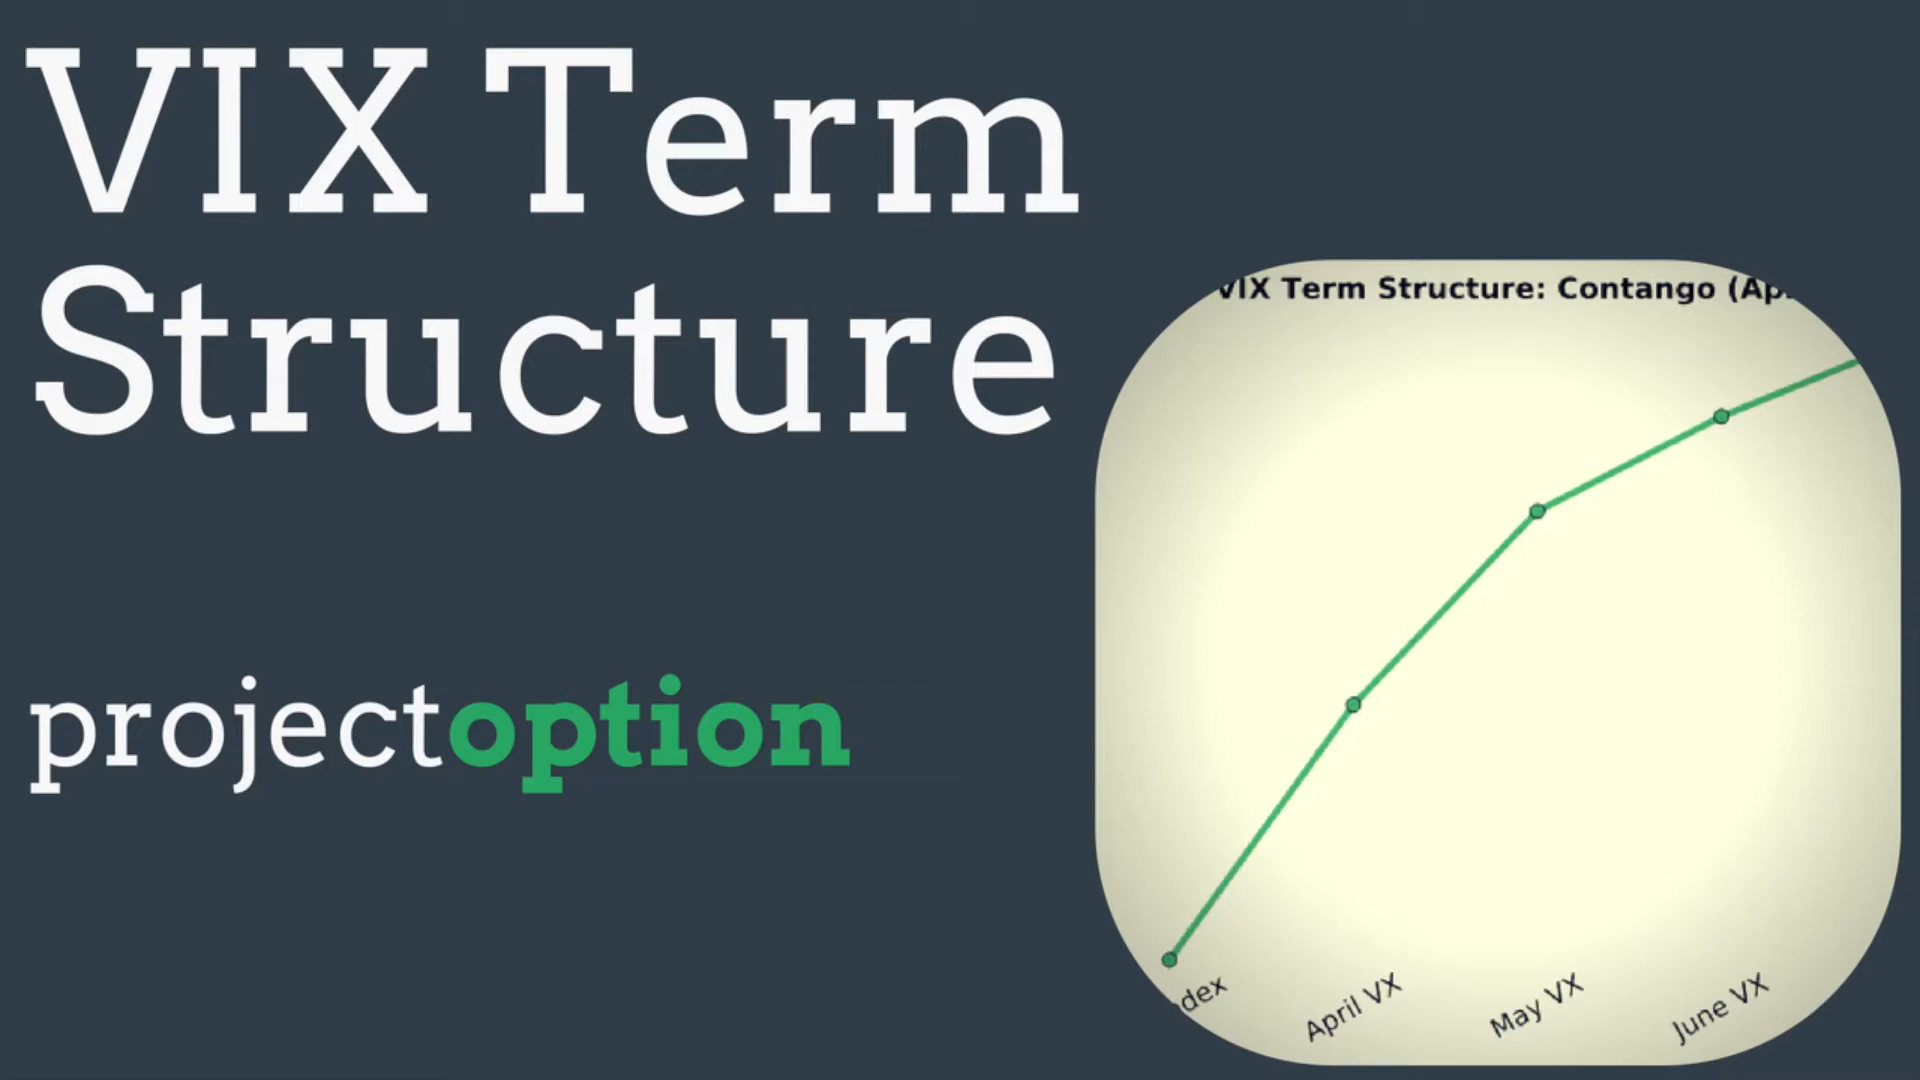 VIX Term
Structure
projectoption
VIX Term Structure: Contango
April VX
May VX
June VX